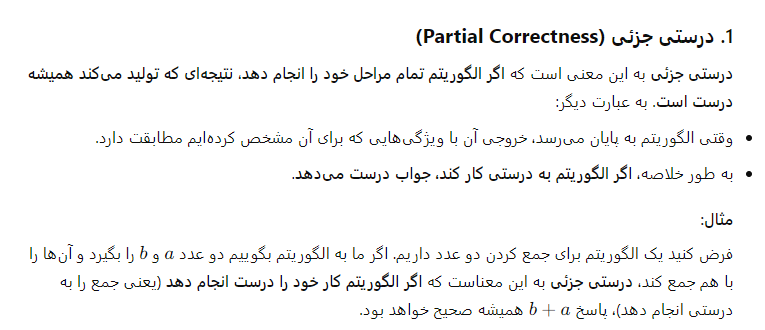 1. درستی جزئی (Partial Correctness)
درستی جزئی به این معنی است که اگر الگوریتم تمام مراحل خود را انجام دهد، نتیجه‌ای که تولید می‌کند همیشه
درست است. به عبارت دیگر:
• وقتی الگوریتم به پایان می‌رسد، خروجی آن با ویژگی‌هایی که برای آن مشخص کرده‌ایم مطابقت دارد.
• به طور خلاصه، اگر الگوریتم به درستی کار کند، جواب درست می‌دهد.
مثال:
فرض کنید یک الگوریتم برای جمع کردن دو عدد داریم. اگر ما به الگوریتم بگوییم دو عدد a و b را بگیرد و آن‌ها را
با هم جمع کند، درستی جزئی به این معناست که اگر الگوریتم کار خود را درست انجام دهد (یعنی جمع را به
درستی انجام دهد)، پاسخ b + a همیشه صحیح خواهد بود.